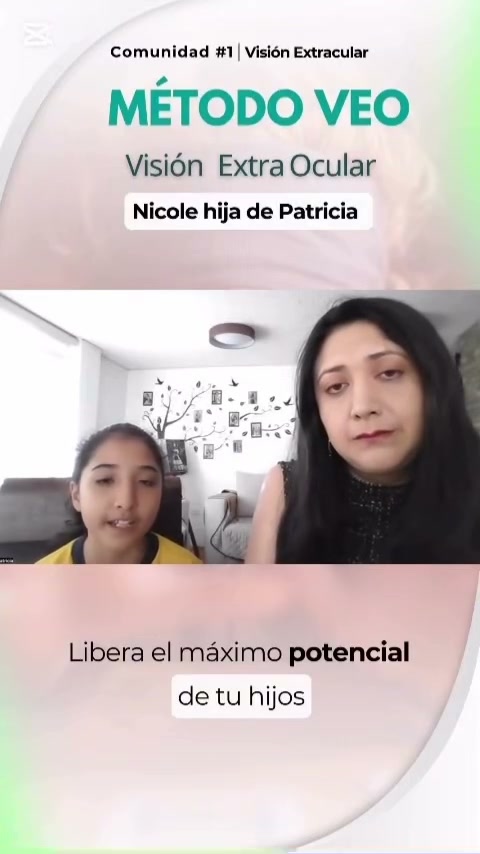 Comunidad #1 | Visión Extracular
MÉTODO VEO
Visión Extra Ocular
Nicole hija de Patricia
Libera el máximo potencial
de tu hijos